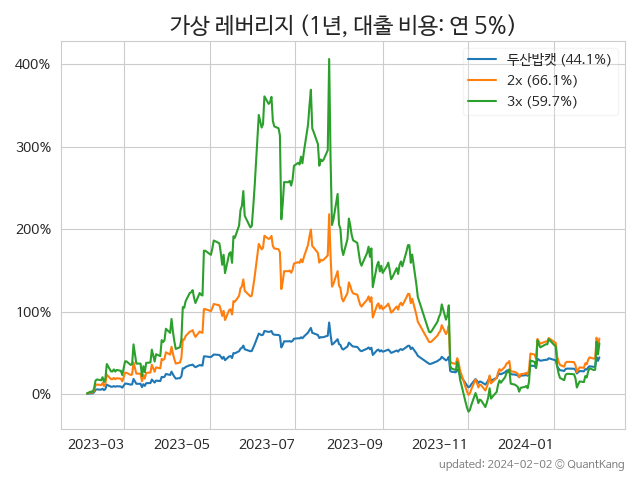 가상 레버리지 (1년, 대출 비용: 연 5%)
두산밥캣 (44.1%)
2x (66.1%)
3x (59.7%)
400%
300%
200%
100%
0%
2023-03 2023-05 2023-07 2023-09 2023-11 2024-01
updated: 2024-02-02 © QuantKang